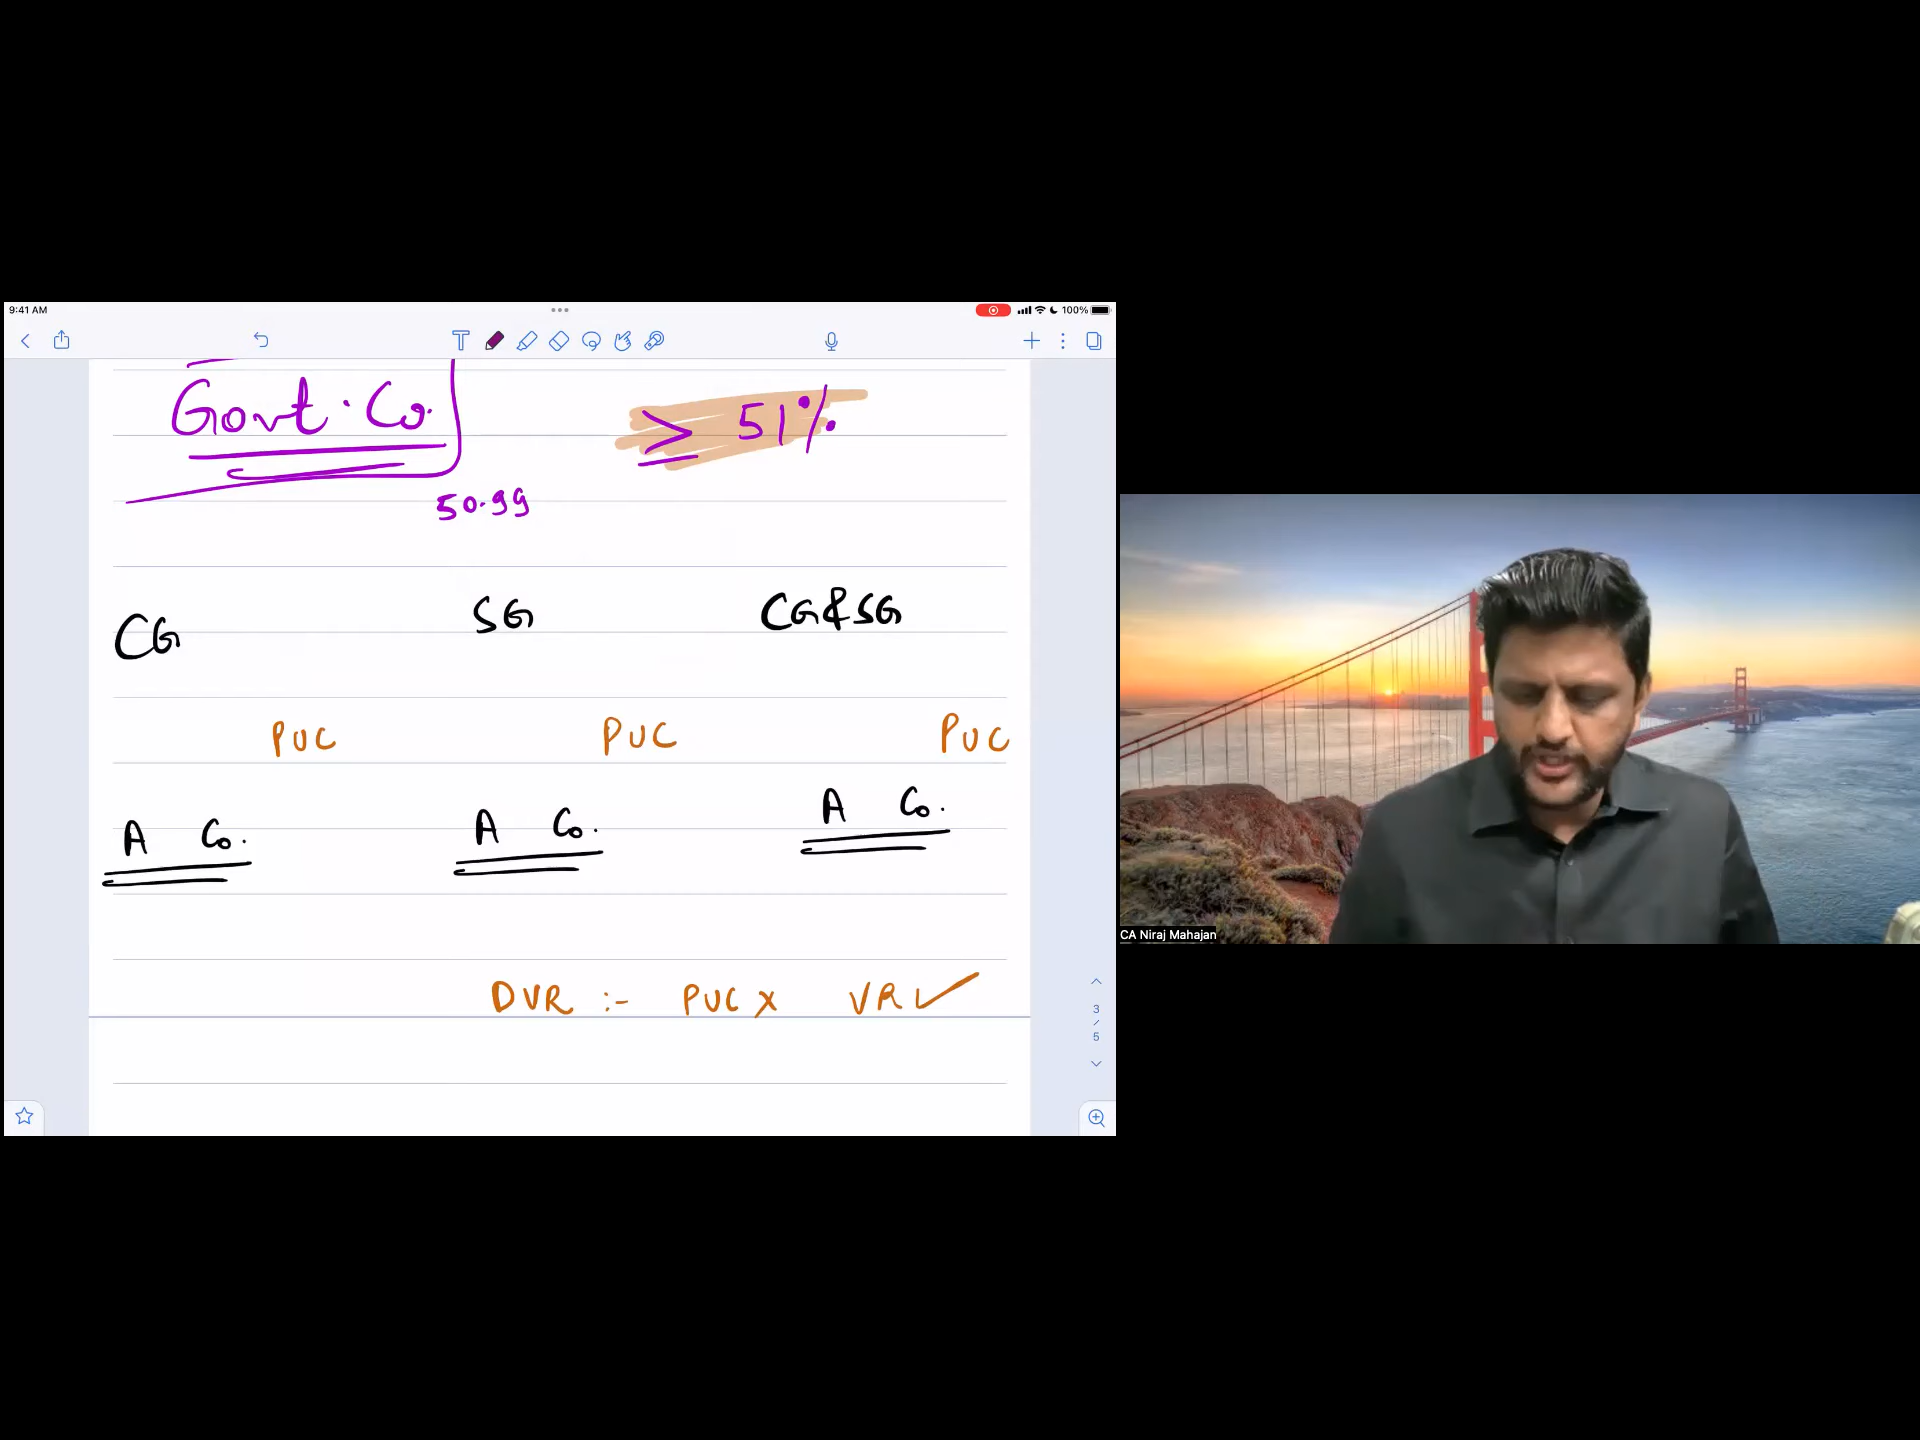 9:41 AM
100%
Govt. Co.
≥ 51%
50.99
CG SG CG&SG
PUC PUC PUC
A Co. A Co. A Co.
DVR :- PUC x VR ✓
CA Niraj Mahajan
3
/
5